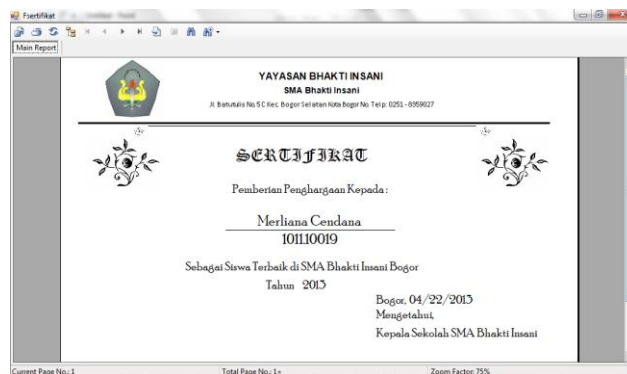 Fsertifikat
Main Report
YAYASAN BHAKTI INSANI
SMA Bhakti Insani
Jl. Batutulis No. 5 C Kec. Bogor Selatan Kota Bogor No Telp: 0251 - 8359027
SERTIFIKAT
Pemberian Penghargaan Kepada :
Merliana Cendana
101110019
Sebagai Siswa Terbaik di SMA Bhakti Insani Bogor
Tahun 2013
Bogor, 04/22/2013
Mengetahui,
Kepala Sekolah SMA Bhakti Insani
Current Page No.: 1 Total Page No.: 1+ Zoom Factor: 75%